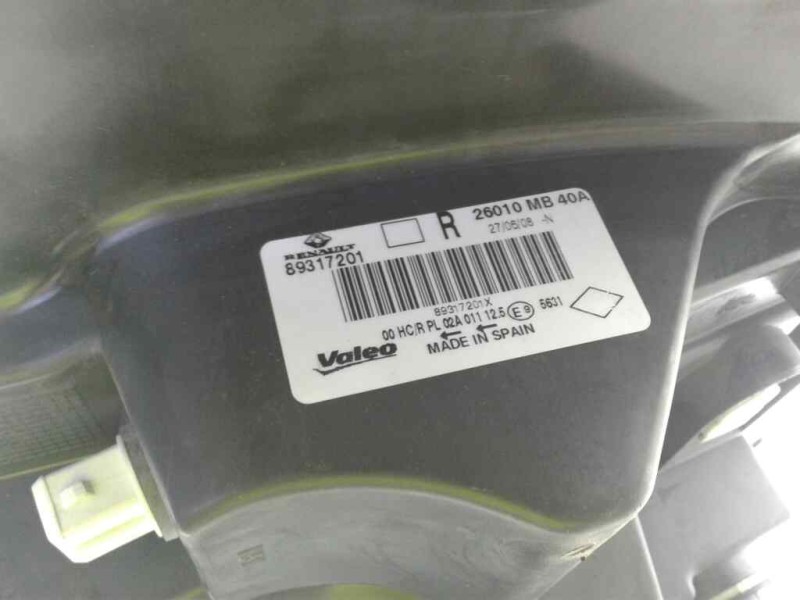 RENAULT
R 26010 MB 40A
27/06/08 -N
89317201
89317201X
00 HC/R PL 02A 011 12.5 E9 5631
Valeo MADE IN SPAIN